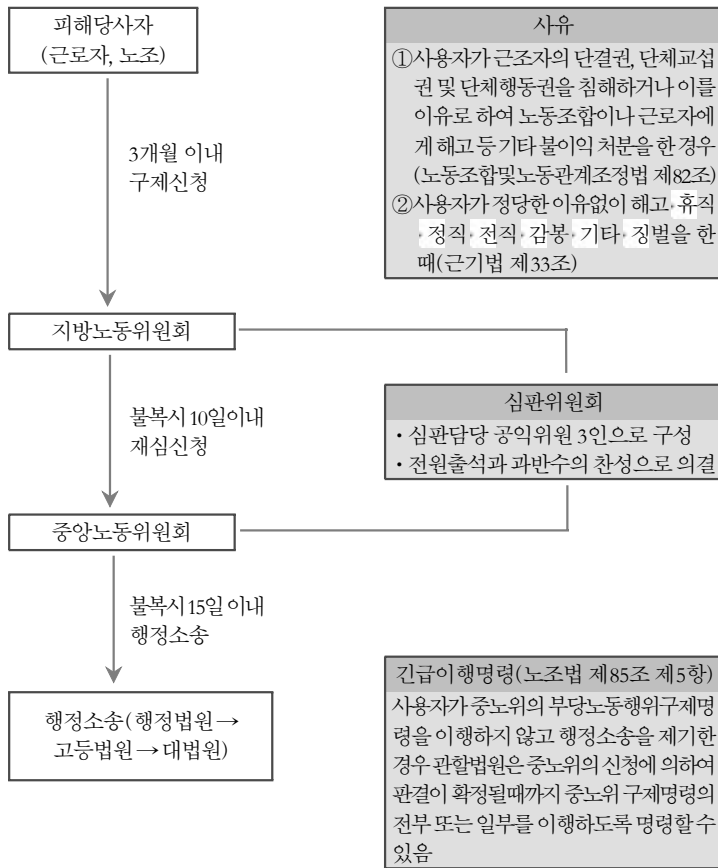 피해당사자
(근로자, 노조)
사유
①사용자가 근조자의 단결권, 단체교섭
권 및 단체행동권을 침해하거나 이를
이유로 하여 노동조합이나 근로자에
게 해고 등 기타 불이익 처분을 한 경우
(노동조합및노동관계조정법 제82조)
②사용자가 정당한 이유없이 해고·휴직
·정직·전직·감봉·기타·징벌을 한
때(근기법 제33조)
3개월 이내
구제신청
지방노동위원회
불복시 10일이내
재심신청
심판위원회
· 심판담당 공익위원 3인으로 구성
· 전원출석과 과반수의 찬성으로 의결
중앙노동위원회
불복시 15일 이내
행정소송
행정소송(행정법원→
고등법원→대법원)
긴급이행명령(노조법 제85조 제5항)
사용자가 중노위의 부당노동행위구제명
령을 이행하지 않고 행정소송을 제기한
경우 관할법원은 중노위의 신청에 의하여
판결이 확정될때까지 중노위 구제명령의
전부 또는 일부를 이행하도록 명령할 수
있음